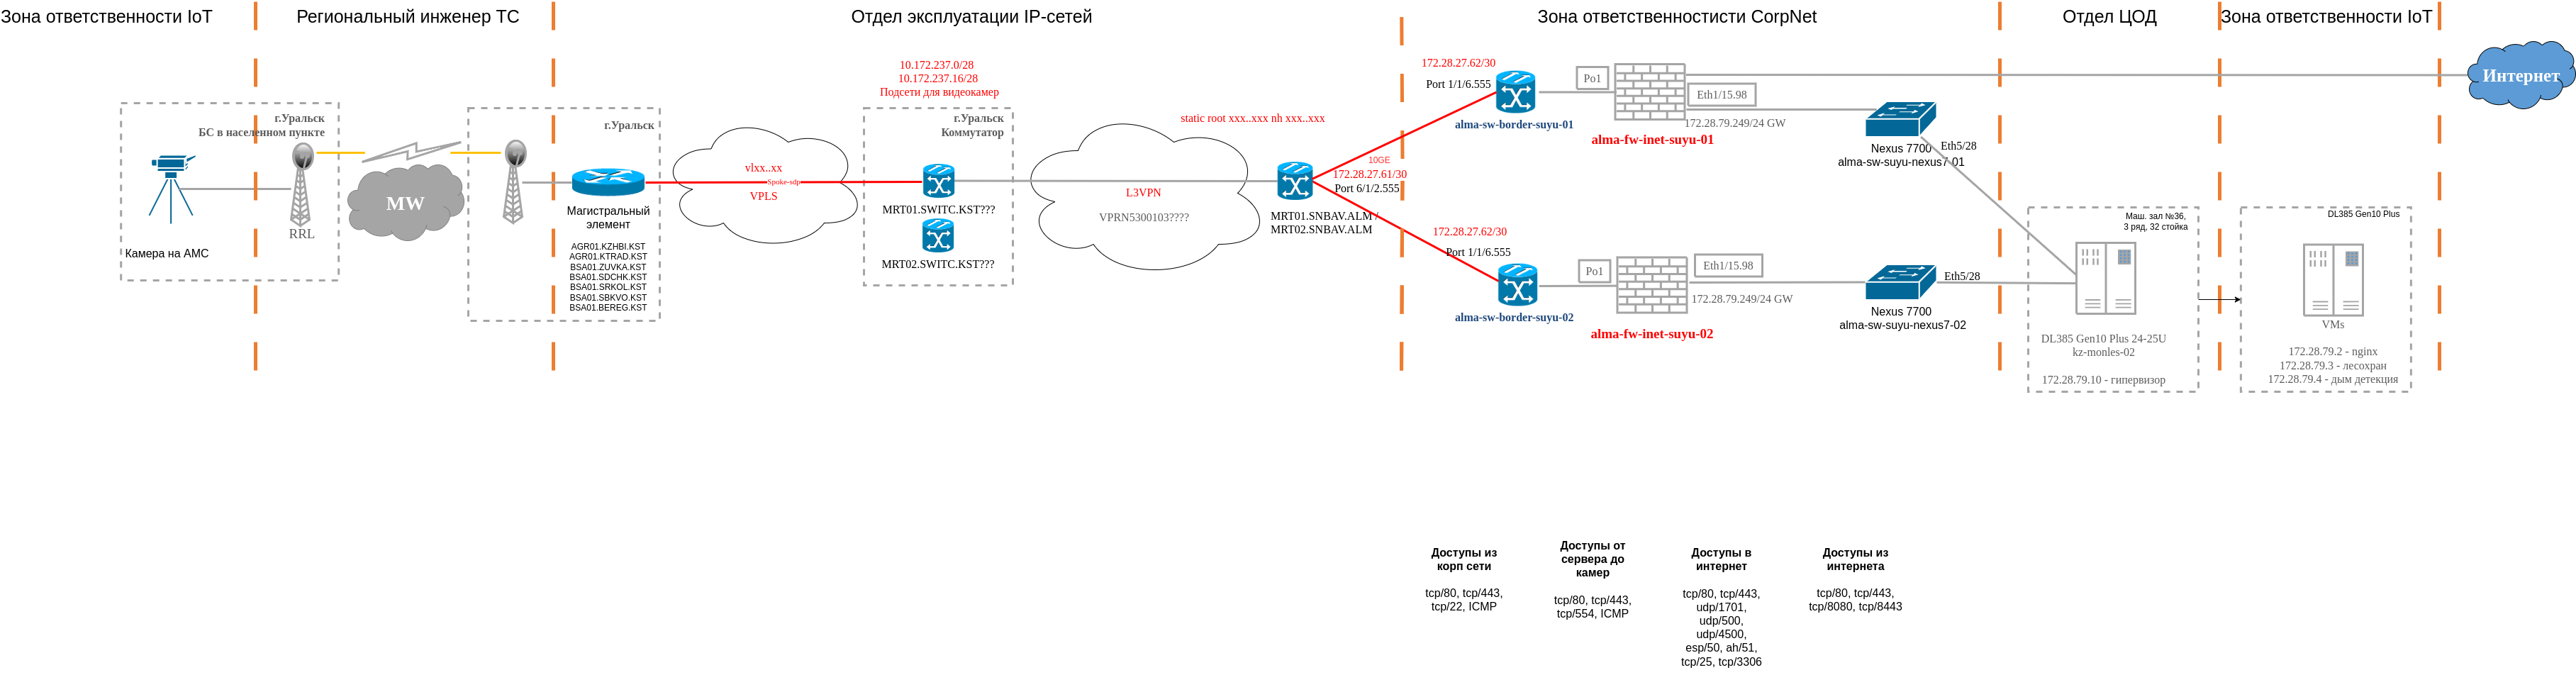 Зона ответственности IoT
Региональный инженер ТС
Отдел эксплуатации IP-сетей
Зона ответственностисти CorpNet
Отдел ЦОД
Зона ответственности IoT
Интернет
г.Уральск
БС в населенном пункте
Камера на АМС
RRL
MW
г.Уральск
Магистральный
элемент
AGR01.KZHBI.KST
AGR01.KTRAD.KST
BSA01.ZUVKA.KST
BSA01.SDCHK.KST
BSA01.SRKOL.KST
BSA01.SBKVO.KST
BSA01.BEREG.KST
vlxx..xx
Spoke-sdp
VPLS
10.172.237.0/28
10.172.237.16/28
Подсети для видеокамер
г.Уральск
Коммутатор
MRT01.SWITC.KST???
MRT02.SWITC.KST???
L3VPN
VPRN5300103????
static root xxx..xxx nh xxx..xxx
MRT01.SNBAV.ALM /
MRT02.SNBAV.ALM
10GE
172.28.27.61/30
Port 6/1/2.555
172.28.27.62/30
Port 1/1/6.555
alma-sw-border-suyu-01
172.28.27.62/30
Port 1/1/6.555
alma-sw-border-suyu-02
Po1
Eth1/15.98
172.28.79.249/24 GW
alma-fw-inet-suyu-01
Po1
Eth1/15.98
172.28.79.249/24 GW
alma-fw-inet-suyu-02
Nexus 7700
alma-sw-suyu-nexus7-01
Eth5/28
Nexus 7700
alma-sw-suyu-nexus7-02
Eth5/28
Маш. зал №36,
3 ряд, 32 стойка
DL385 Gen10 Plus 24-25U
kz-monles-02
172.28.79.10 - гипервизор
DL385 Gen10 Plus
VMs
172.28.79.2 - nginx
172.28.79.3 - лесохран
172.28.79.4 - дым детекция
Доступы из
корп сети
tcp/80, tcp/443,
tcp/22, ICMP
Доступы от
сервера до
камер
tcp/80, tcp/443,
tcp/554, ICMP
Доступы в
интернет
tcp/80, tcp/443,
udp/1701,
udp/500,
udp/4500,
esp/50, ah/51,
tcp/25, tcp/3306
Доступы из
интернета
tcp/80, tcp/443,
tcp/8080, tcp/8443